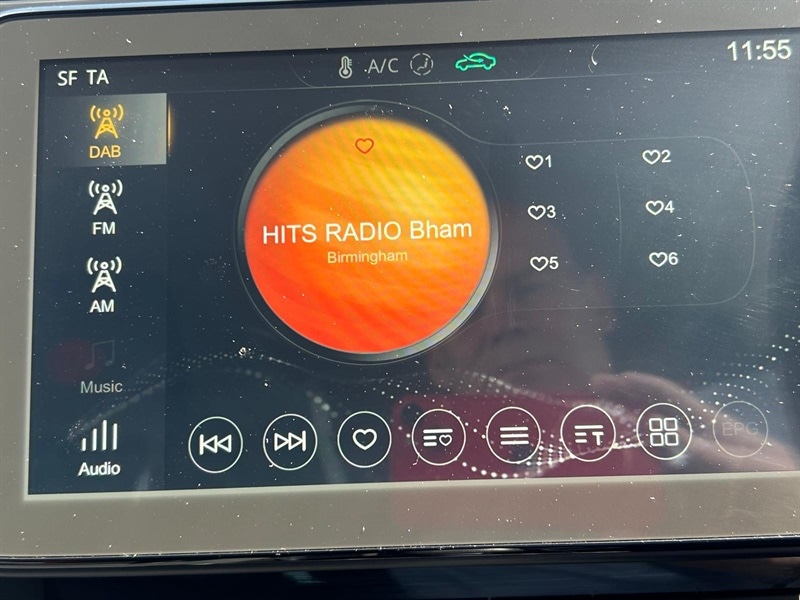 11:55
SF TA
A/C
DAB
FM
AM
Music
Audio
HITS RADIO Bham
Birmingham
1
2
3
4
5
6
T
EPG